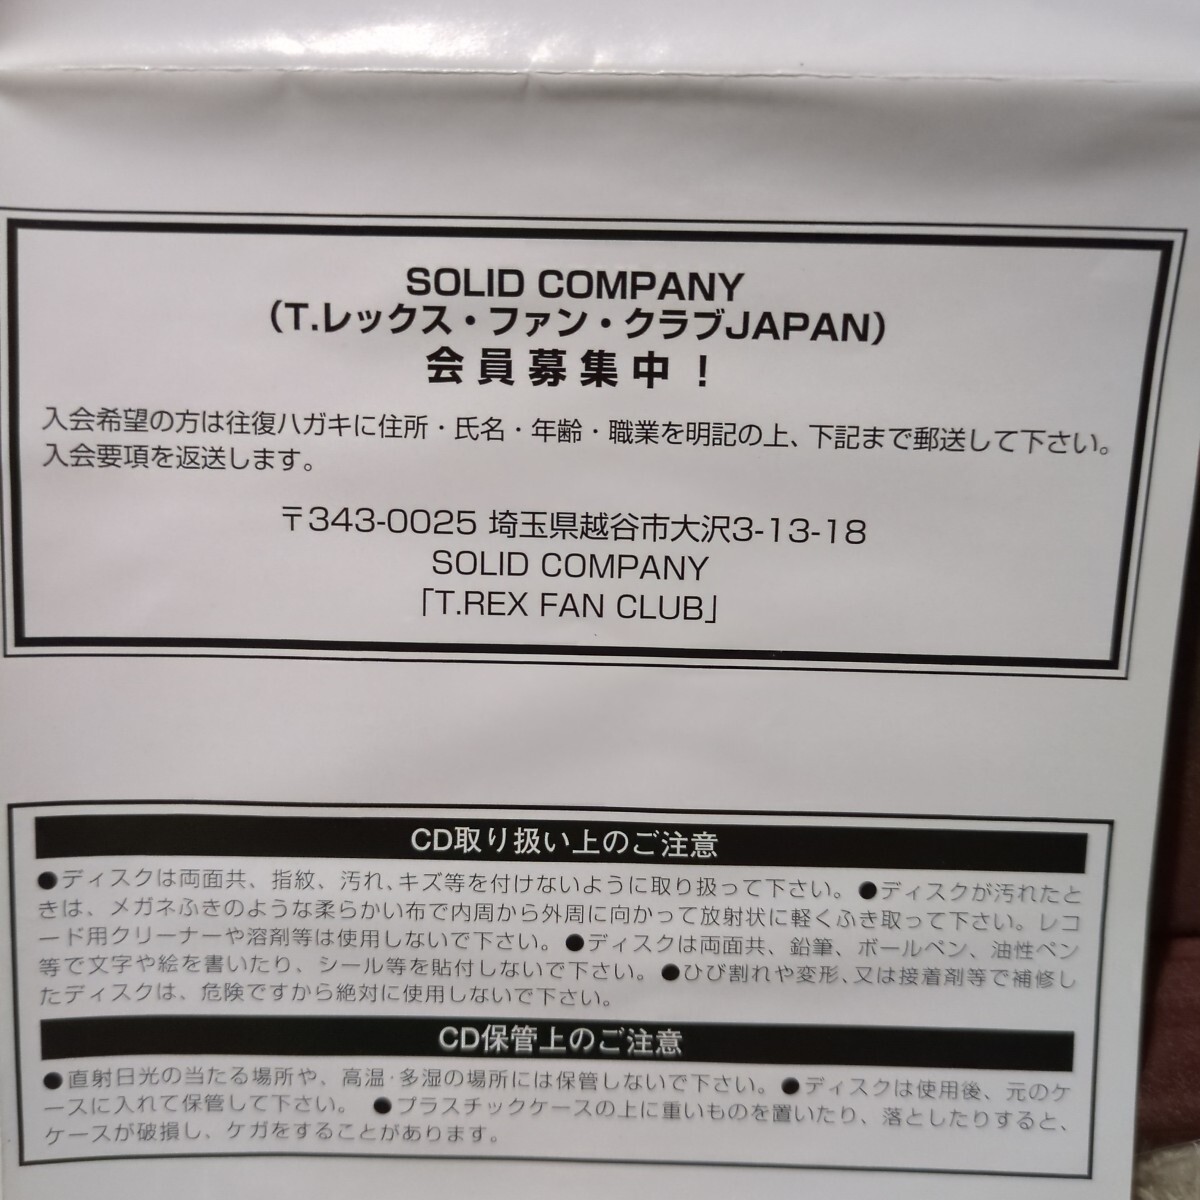 SOLID COMPANY
（T.レックス・ファン・クラブJAPAN）
会員募集中！
入会希望の方は往復ハガキに住所・氏名・年齢・職業を明記の上、下記まで郵送して下さい。
入会要項を返送します。
〒343-0025 埼玉県越谷市大沢3-13-18
SOLID COMPANY
「T.REX FAN CLUB」
CD取り扱い上のご注意
●ディスクは両面共、指紋、汚れ、キズ等を付けないように取り扱って下さい。●ディスクが汚れたと
きは、メガネふきのような柔らかい布で内周から外周に向かって放射状に軽くふき取って下さい。レコ
ード用クリーナーや溶剤等は使用しないで下さい。●ディスクは両面共、鉛筆、ボールペン、油性ペン
等で文字や絵を書いたり、シール等を貼付しないで下さい。●ひび割れや変形、又は接着剤等で補修し
たディスクは、危険ですから絶対に使用しないで下さい。
CD保管上のご注意
●直射日光の当たる場所や、高温・多湿の場所には保管しないで下さい。●ディスクは使用後、元のケ
ースに入れて保管して下さい。●プラスチックケースの上に重いものを置いたり、落としたりすると、
ケースが破損し、ケガをすることがあります。